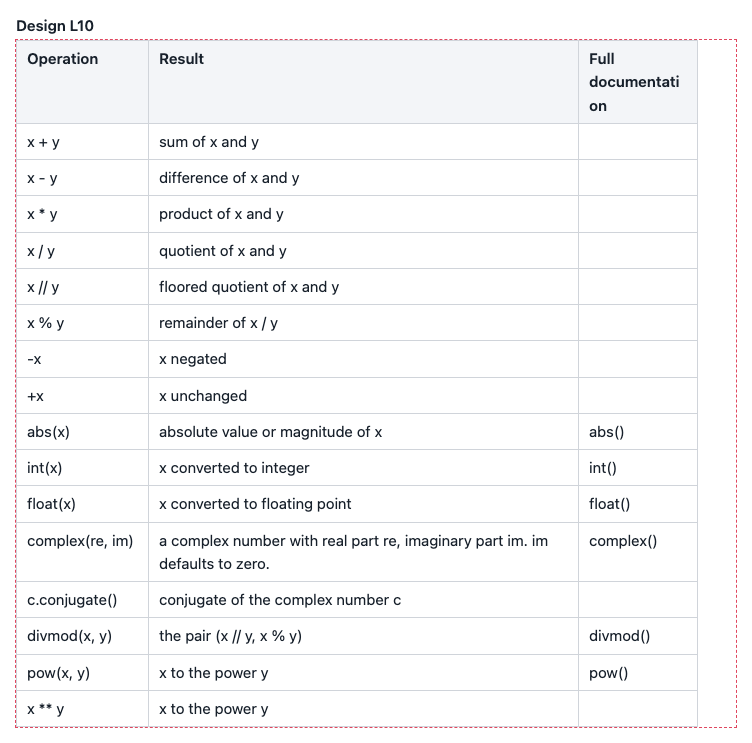 Design L10
Operation Result Full
documentati
on
x + y sum of x and y
x - y difference of x and y
x * y product of x and y
x / y quotient of x and y
x // y floored quotient of x and y
x % y remainder of x / y
-x x negated
+x x unchanged
abs(x) absolute value or magnitude of x abs()
int(x) x converted to integer int()
float(x) x converted to floating point float()
complex(re, im) a complex number with real part re, imaginary part im. im complex()
defaults to zero.
c.conjugate() conjugate of the complex number c
divmod(x, y) the pair (x // y, x % y) divmod()
pow(x, y) x to the power y pow()
x ** y x to the power y